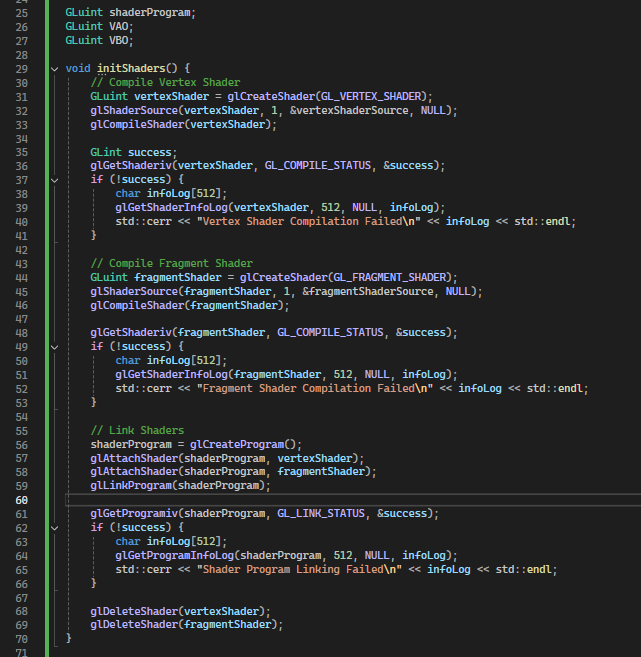 24
25 GLuint shaderProgram;
26 GLuint VAO;
27 GLuint VBO;
28
29 void initShaders() {
30 // Compile Vertex Shader
31 GLuint vertexShader = glCreateShader(GL_VERTEX_SHADER);
32 glShaderSource(vertexShader, 1, &vertexShaderSource, NULL);
33 glCompileShader(vertexShader);
34
35 GLint success;
36 glGetShaderiv(vertexShader, GL_COMPILE_STATUS, &success);
37 if (!success) {
38 char infoLog[512];
39 glGetShaderInfoLog(vertexShader, 512, NULL, infoLog);
40 std::cerr << "Vertex Shader Compilation Failed\n" << infoLog << std::endl;
41 }
42
43 // Compile Fragment Shader
44 GLuint fragmentShader = glCreateShader(GL_FRAGMENT_SHADER);
45 glShaderSource(fragmentShader, 1, &fragmentShaderSource, NULL);
46 glCompileShader(fragmentShader);
47
48 glGetShaderiv(fragmentShader, GL_COMPILE_STATUS, &success);
49 if (!success) {
50 char infoLog[512];
51 glGetShaderInfoLog(fragmentShader, 512, NULL, infoLog);
52 std::cerr << "Fragment Shader Compilation Failed\n" << infoLog << std::endl;
53 }
54
55 // Link Shaders
56 shaderProgram = glCreateProgram();
57 glAttachShader(shaderProgram, vertexShader);
58 glAttachShader(shaderProgram, fragmentShader);
59 glLinkProgram(shaderProgram);
60
61 glGetProgramiv(shaderProgram, GL_LINK_STATUS, &success);
62 if (!success) {
63 char infoLog[512];
64 glGetProgramInfoLog(shaderProgram, 512, NULL, infoLog);
65 std::cerr << "Shader Program Linking Failed\n" << infoLog << std::endl;
66 }
67
68 glDeleteShader(vertexShader);
69 glDeleteShader(fragmentShader);
70 }
71